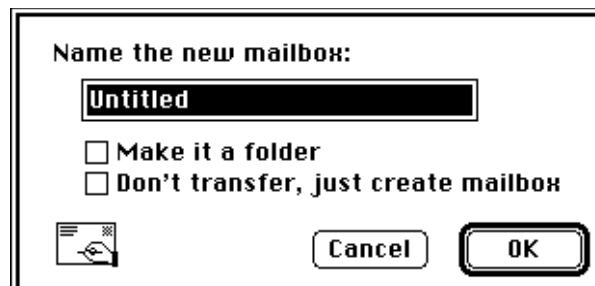 Name the new mailbox:
Untitled
Make it a folder
Don't transfer, just create mailbox
Cancel OK